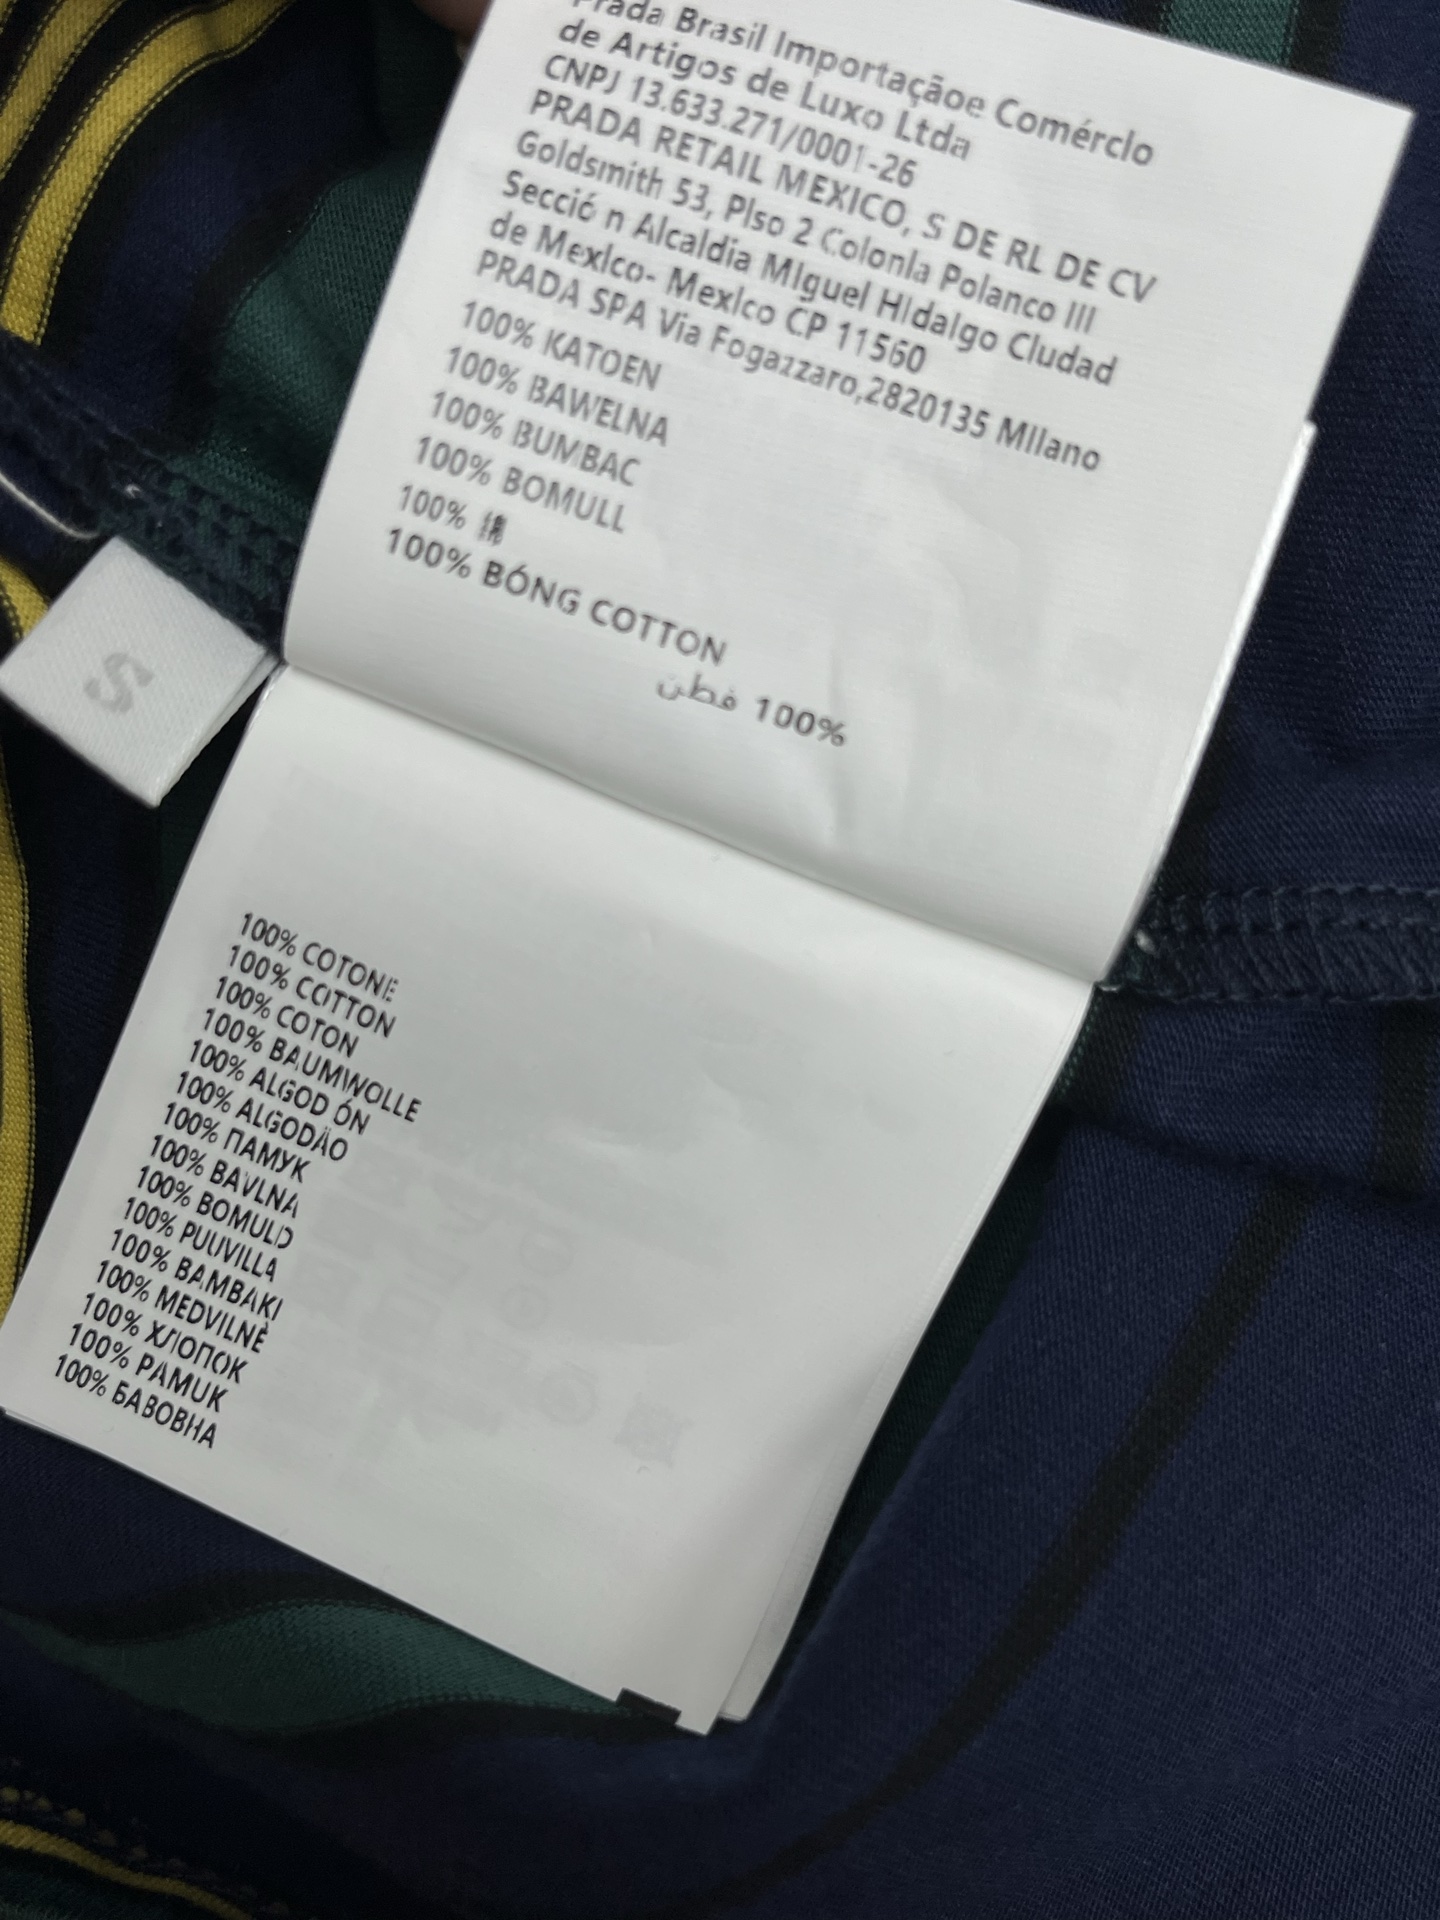 Prada Brasil Importaçãoe Comérclo
de Artigos de Luxo Ltda
CNPJ 13.633.271/0001-26
PRADA RETAIL MEXICO, S DE RL DE CV
Goldsmith 53, Plso 2 Colonla Polanco III
Secció n Alcaldia Mlguel Hldalgo Cludad
de Mexlco- Mexlco CP 11560
PRADA SPA Via Fogazzaro,2820135 Mllano
100% KATOEN
100% BAWELNA
100% BUMBAC
100% BOMULL
100% 綿
100% BÓNG COTTON
100% قطن
S
100% COTONE
100% COTTON
100% COTON
100% BAUMWOLLE
100% ALGOD ÓN
100% ALGODÃO
100% ПАМУК
100% BAVLNA
100% BOMULD
100% PUUVILLA
100% BAMBAKI
100% MEDVILNĖ
100% ХЛОПОК
100% PAMUK
100% БАВОВНА